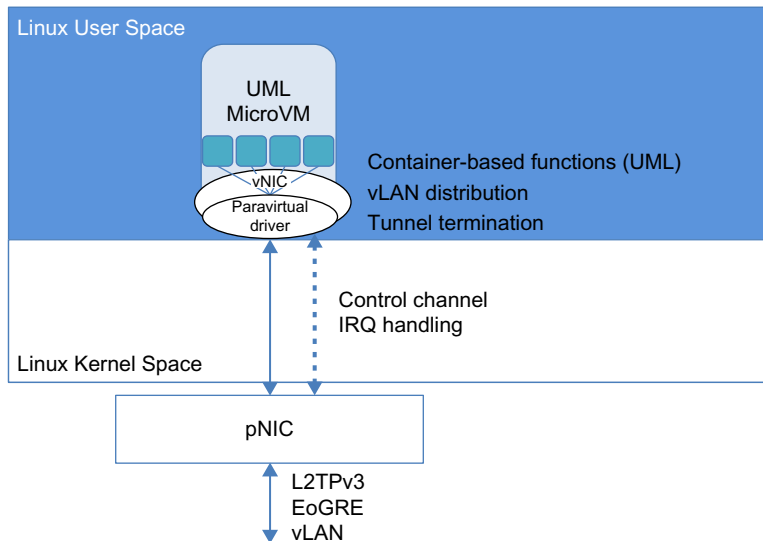 Linux User Space
UML
MicroVM
vNIC
Paravirtual
driver
Container-based functions (UML)
vLAN distribution
Tunnel termination
Control channel
IRQ handling
Linux Kernel Space
pNIC
L2TPv3
EoGRE
vLAN